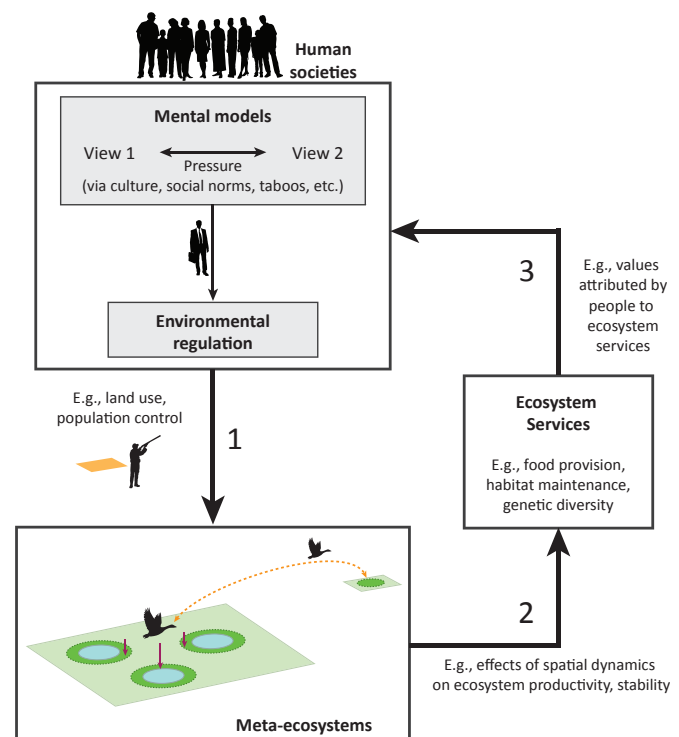 Human
societies
Mental models
View 1
View 2
Pressure
(via culture, social norms, taboos, etc.)
Environmental
regulation
E.g., land use,
population control
1
Meta-ecosystems
2
E.g., effects of spatial dynamics
on ecosystem productivity, stability
Ecosystem
Services
E.g., food provision,
habitat maintenance,
genetic diversity
3
E.g., values
attributed by
people to
ecosystem
services